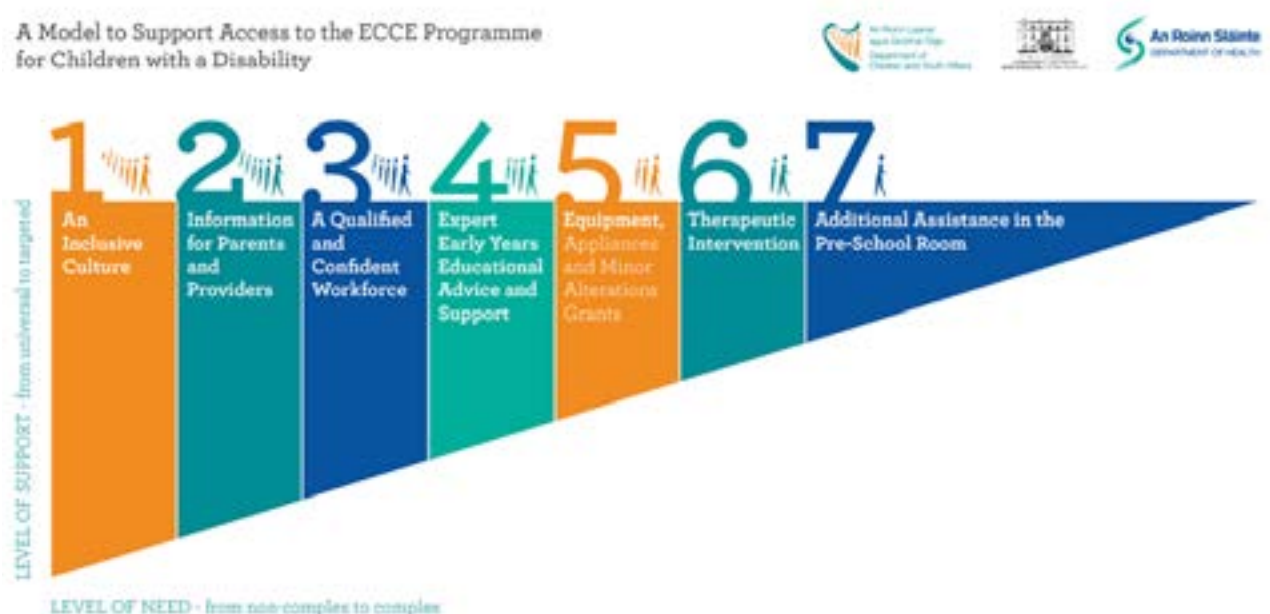 A Model to Support Access to the ECCE Programme
for Children with a Disability
An Roinn Sláinte
DEPARTMENT OF HEALTH
1
2
3
4
5
6
7
An
Inclusive
Culture
Information
for Parents
and
Providers
A Qualified
and
Confident
Workforce
Expert
Early Years
Educational
Advice and
Support
Equipment,
Appliances
and Minor
Alterations
Grants
Therapeutic
Intervention
Additional Assistance in the
Pre-School Room
LEVEL OF SUPPORT - from universal to targeted
LEVEL OF NEED - from non-complex to complex